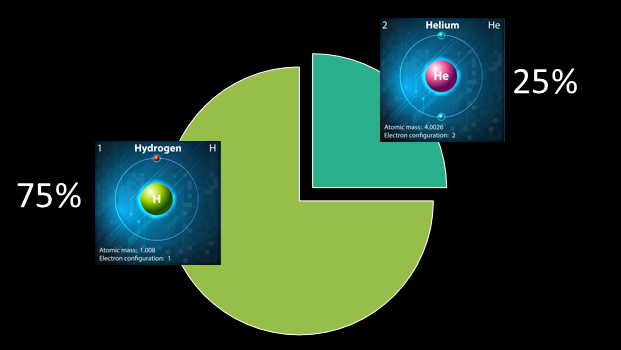 2 Helium He
He
Atomic mass: 4.0026
Electron configuration: 2
25%
1 Hydrogen H
H
Atomic mass: 1.008
Electron configuration: 1
75%